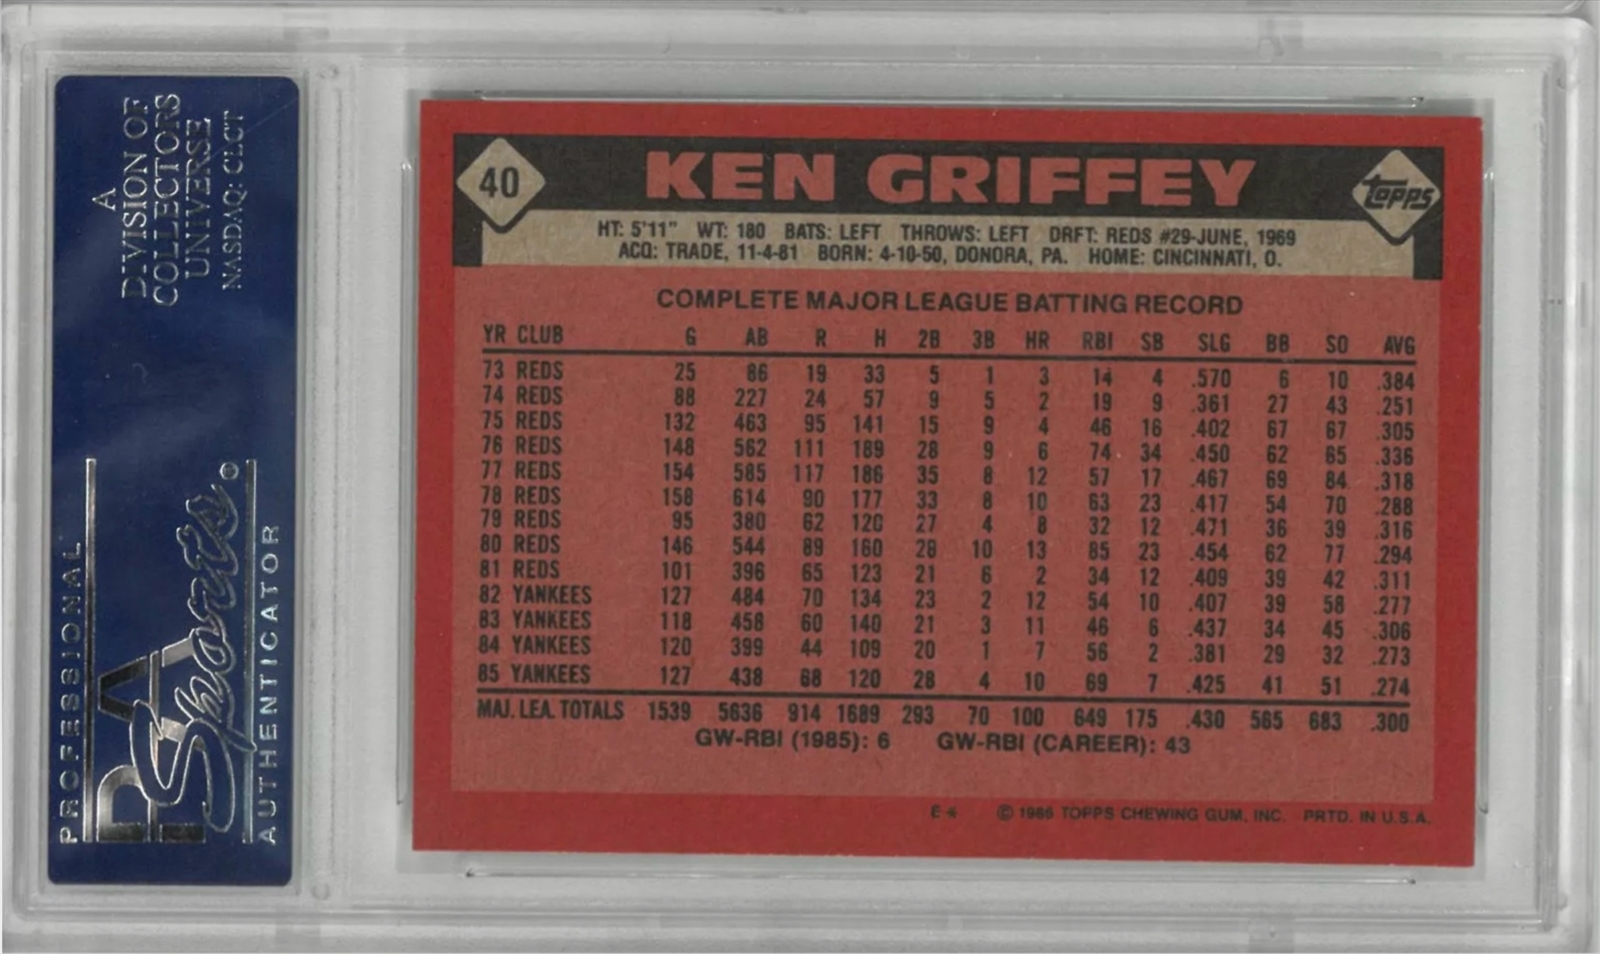 A
DIVISION OF
COLLECTORS
UNIVERSE
NASDAQ: CLCT
PROFESSIONAL
PSA
Sports
AUTHENTICATOR
40 KEN GRIFFEY TOPPS
HT: 5'11" WT: 180 BATS: LEFT THROWS: LEFT DRFT: REDS #29-JUNE, 1969
ACQ: TRADE, 11-4-81 BORN: 4-10-50, DONORA, PA. HOME: CINCINNATI, O.
COMPLETE MAJOR LEAGUE BATTING RECORD
YR CLUB G AB R H 2B 3B HR RBI SB SLG BB SO AVG
73 REDS 25 86 19 33 5 1 3 14 4 .570 6 10 .384
74 REDS 88 227 24 57 9 5 2 19 9 .361 27 43 .251
75 REDS 132 463 95 141 15 9 4 46 16 .402 67 67 .305
76 REDS 148 562 111 189 28 9 6 74 34 .450 62 65 .336
77 REDS 154 585 117 186 35 8 12 57 17 .467 69 84 .318
78 REDS 158 614 90 177 33 8 10 63 23 .417 54 70 .288
79 REDS 95 380 62 120 27 4 8 32 12 .471 36 39 .316
80 REDS 146 544 89 160 28 10 13 85 23 .454 62 77 .294
81 REDS 101 396 65 123 21 6 2 34 12 .409 39 42 .311
82 YANKEES 127 484 70 134 23 2 12 54 10 .407 39 58 .277
83 YANKEES 118 458 60 140 21 3 11 46 6 .437 34 45 .306
84 YANKEES 120 399 44 109 20 1 7 56 2 .381 29 32 .273
85 YANKEES 127 438 68 120 28 4 10 69 7 .425 41 51 .274
MAJ. LEA. TOTALS 1539 5636 914 1689 293 70 100 649 175 .430 565 683 .300
GW-RBI (1985): 6 GW-RBI (CAREER): 43
© 1986 TOPPS CHEWING GUM, INC. PRTD. IN U.S.A.